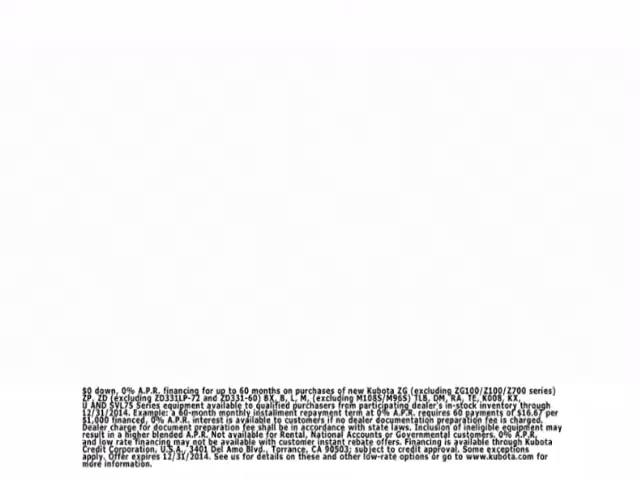 $0 down, 0% A.P.R. financing for up to 60 months on purchases of new Kubota ZG (excluding ZG100/Z100/Z700 series)
ZP, ZD (excluding ZD331LP-72 and ZD331-60) BX, B, L, M, (excluding M108S/M96S) TLB, DM, RA, TE, K008, KX,
U AND SVL75 Series equipment available to qualified purchasers from participating dealer's in-stock inventory through
12/31/2014. Example: a 60-month monthly installment repayment term at 0% A.P.R. requires 60 payments of $16.67 per
$1,000 financed. 0% A.P.R. interest is available to customers if no dealer documentation preparation fee is charged.
Dealer charge for document preparation fee shall be in accordance with state laws. Inclusion of ineligible equipment may
result in a higher blended A.P.R. Not available for Rental, National Accounts or Governmental customers. 0% A.P.R.
and low rate financing may not be available with customer instant rebate offers. Financing is available through Kubota
Credit Corporation, U.S.A., 3401 Del Amo Blvd., Torrance, CA 90503; subject to credit approval. Some exceptions
apply. Offer expires 12/31/2014. See us for details on these and other low-rate options or go to www.kubota.com for
more information.